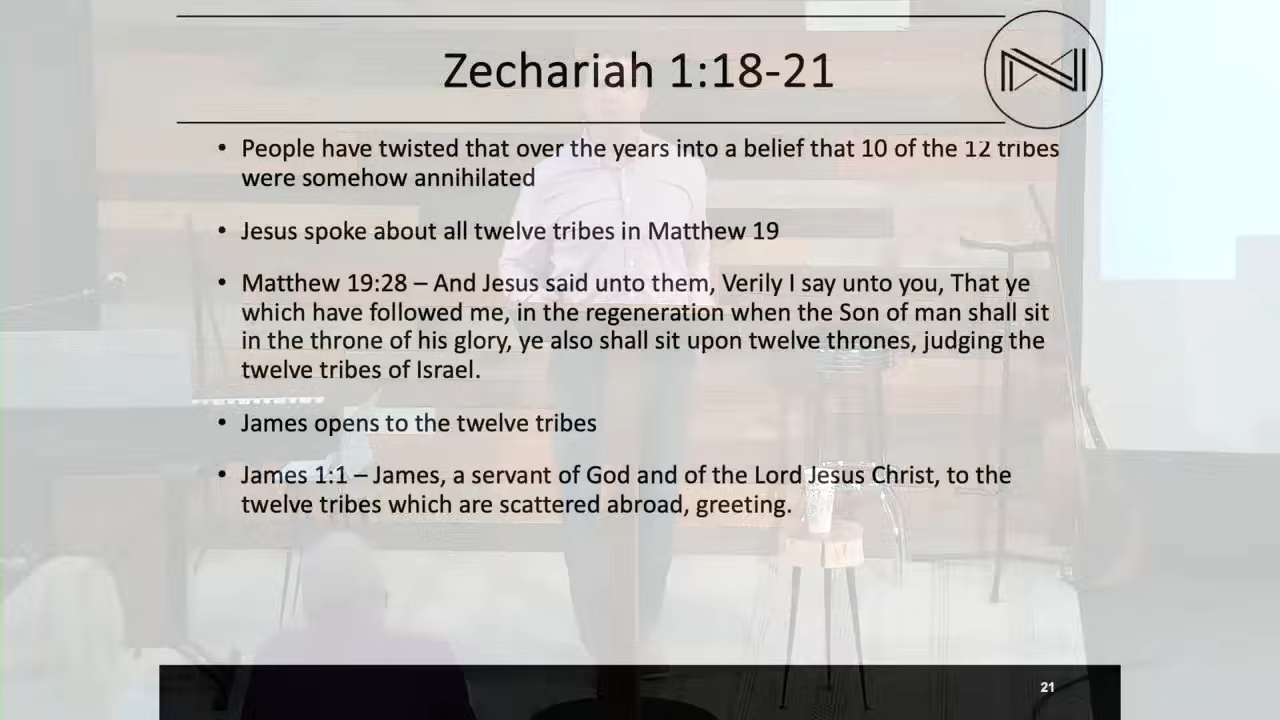 Zechariah 1:18-21
• People have twisted that over the years into a belief that 10 of the 12 tribes
were somehow annihilated
• Jesus spoke about all twelve tribes in Matthew 19
• Matthew 19:28 – And Jesus said unto them, Verily I say unto you, That ye
which have followed me, in the regeneration when the Son of man shall sit
in the throne of his glory, ye also shall sit upon twelve thrones, judging the
twelve tribes of Israel.
• James opens to the twelve tribes
• James 1:1 – James, a servant of God and of the Lord Jesus Christ, to the
twelve tribes which are scattered abroad, greeting.
21